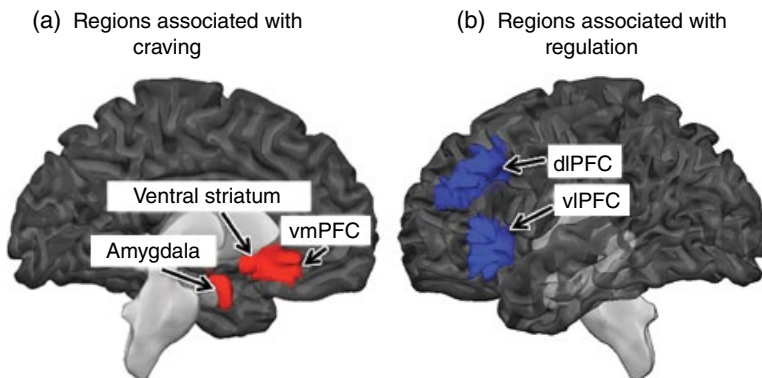 (a) Regions associated with
craving
(b) Regions associated with
regulation
Ventral striatum
vmPFC
Amygdala
dlPFC
vlPFC